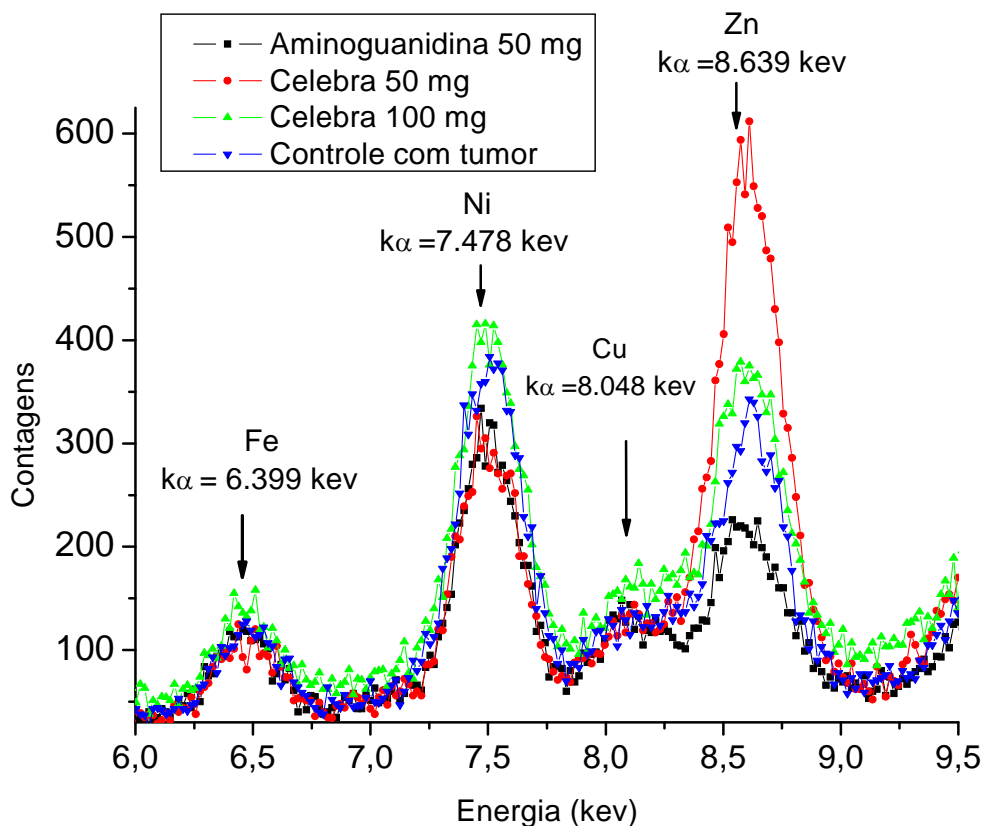 Aminoguanidina 50 mg
Celebra 50 mg
Celebra 100 mg
Controle com tumor
Zn
kα =8.639 kev
Ni
kα =7.478 kev
Cu
kα =8.048 kev
Fe
kα = 6.399 kev
Contagens
600
500
400
300
200
100
6,0 6,5 7,0 7,5 8,0 8,5 9,0 9,5
Energia (kev)